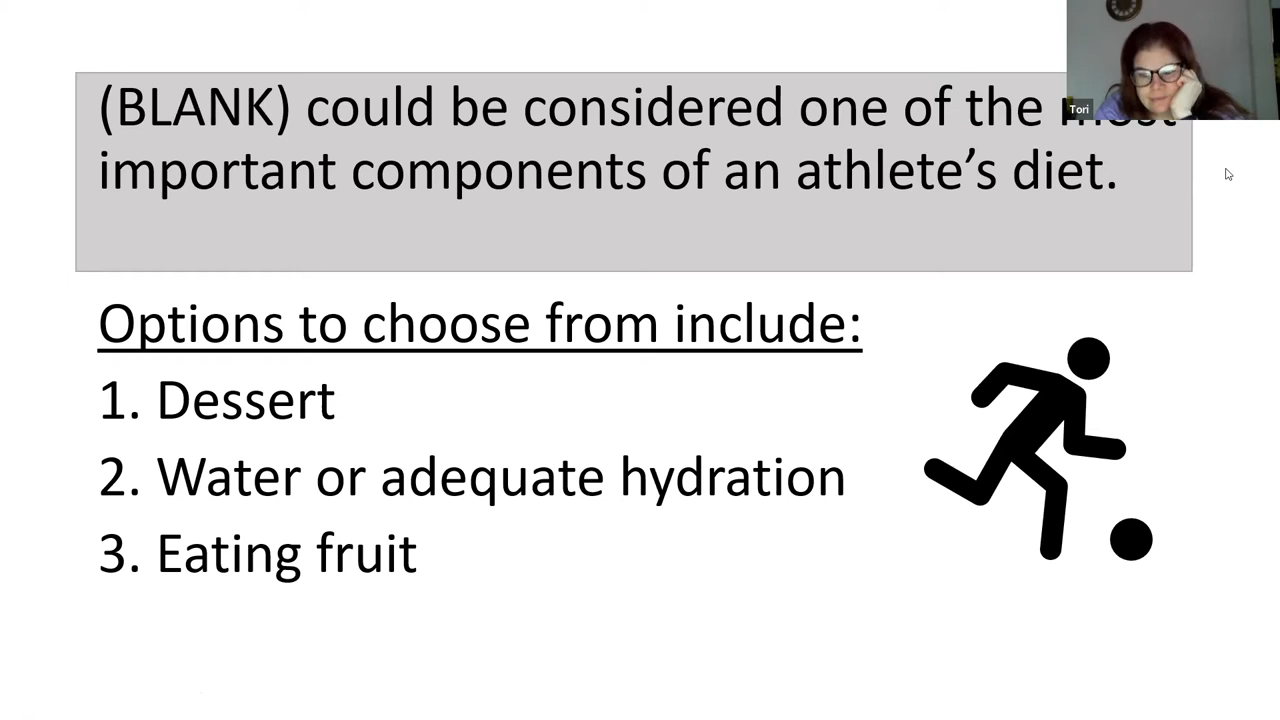 (BLANK) could be considered one of the most
important components of an athlete’s diet.
Options to choose from include:
1. Dessert
2. Water or adequate hydration
3. Eating fruit
Tori